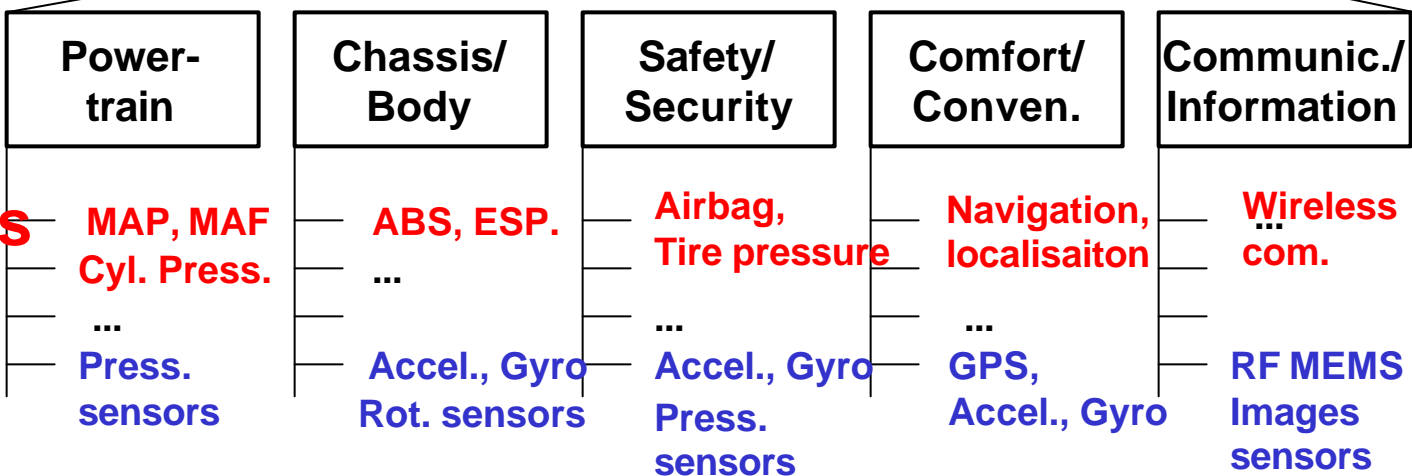 Power-
train
Chassis/
Body
Safety/
Security
Comfort/
Conven.
Communic./
Information
s
MAP, MAF
Cyl. Press.
...
Press.
sensors
ABS, ESP.
...
Accel., Gyro
Rot. sensors
Airbag,
Tire pressure
...
Accel., Gyro
Press.
sensors
Navigation,
localisaiton
...
GPS,
Accel., Gyro
Wireless
...
com.
RF MEMS
Images
sensors